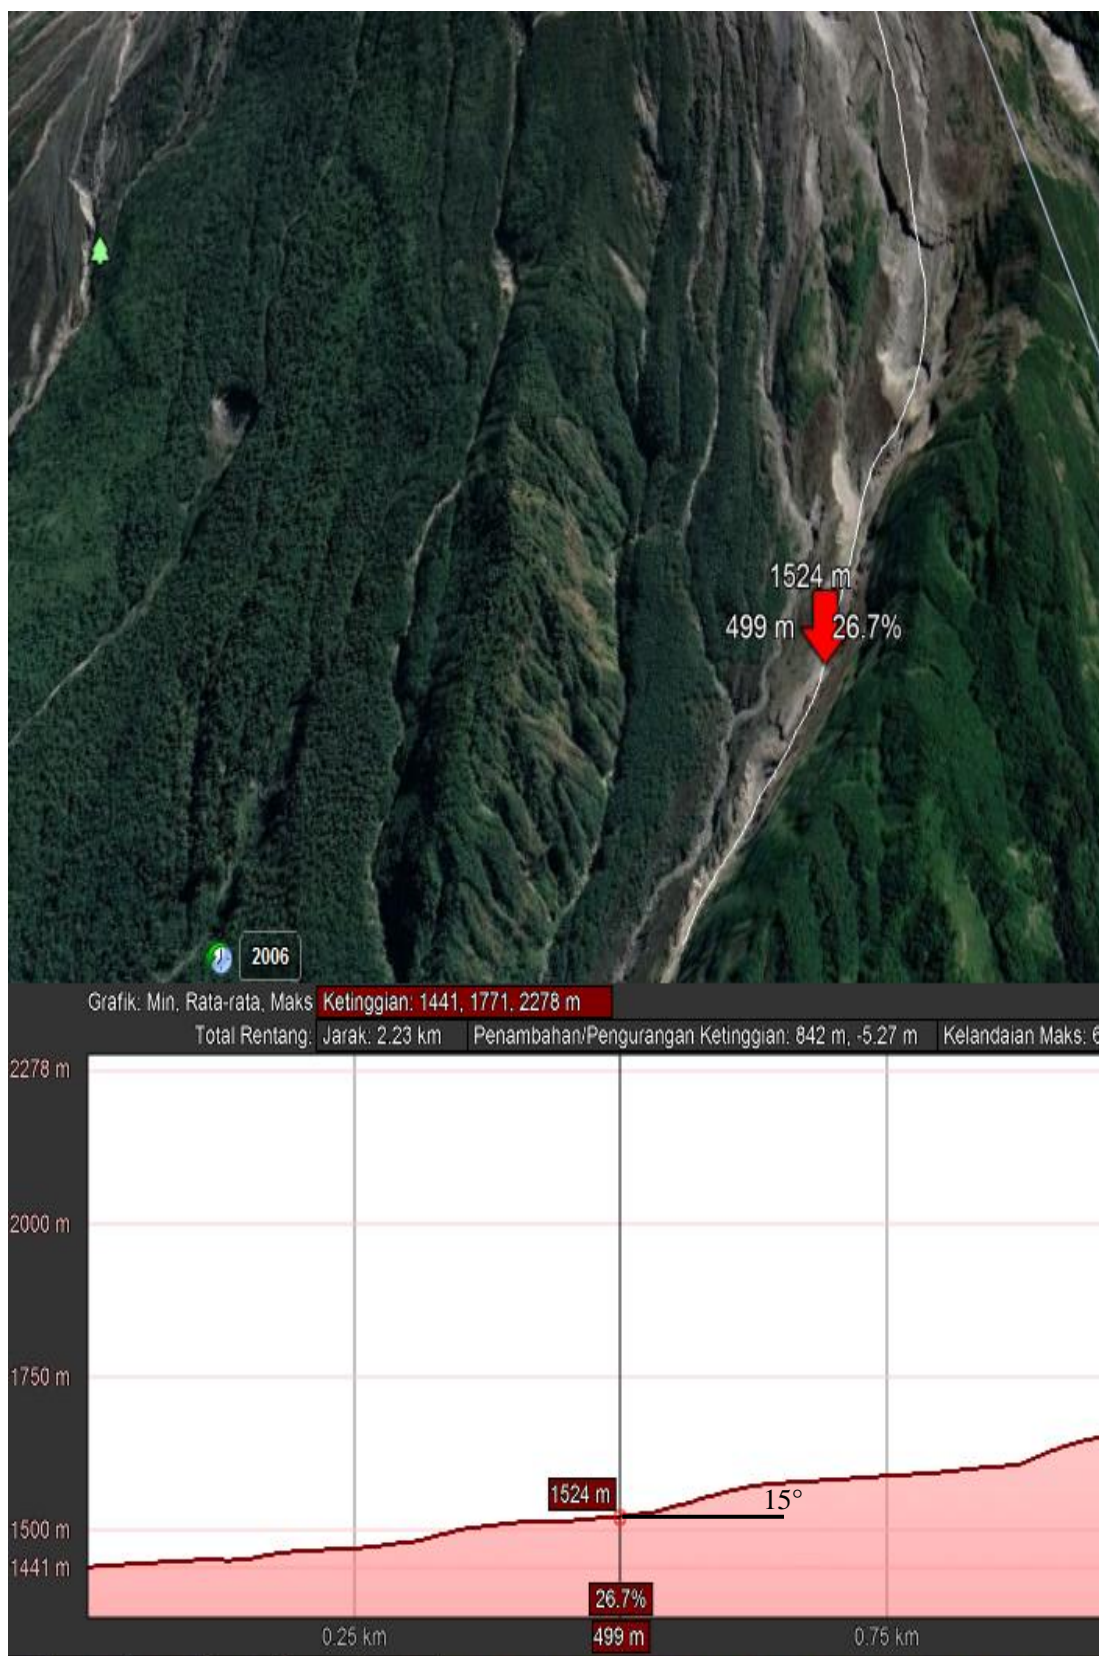 1524 m
499 m 26.7%
2006
Grafik: Min, Rata-rata, Maks Ketinggian: 1441, 1771, 2278 m
Total Rentang: Jarak: 2.23 km Penambahan/Pengurangan Ketinggian: 842 m, -5.27 m Kelandaian Maks: 6
2278 m
2000 m
1750 m
1524 m
15°
1500 m
1441 m
26.7%
0.25 km 499 m 0.75 km